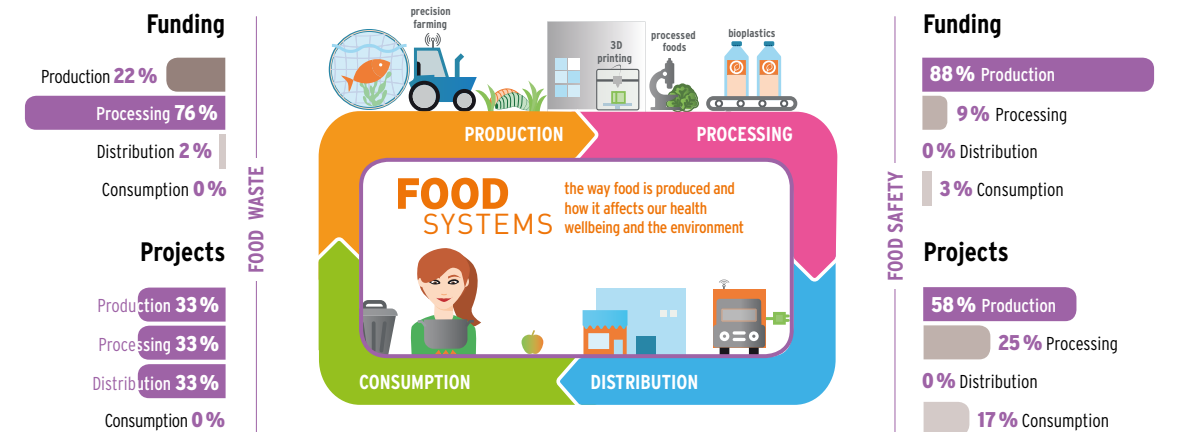 Funding
Production 22 %
Processing 76 %
Distribution 2 %
Consumption 0 %
FOOD WASTE
Projects
Production 33 %
Processing 33 %
Distribution 33 %
Consumption 0 %
precision
farming
3D
printing
processed
foods
bioplastics
PRODUCTION
PROCESSING
FOOD
SYSTEMS
the way food is produced and
how it affects our health
wellbeing and the environment
CONSUMPTION
DISTRIBUTION
Funding
88 % Production
9 % Processing
0 % Distribution
3 % Consumption
FOOD SAFETY
Projects
58 % Production
25 % Processing
0 % Distribution
17 % Consumption